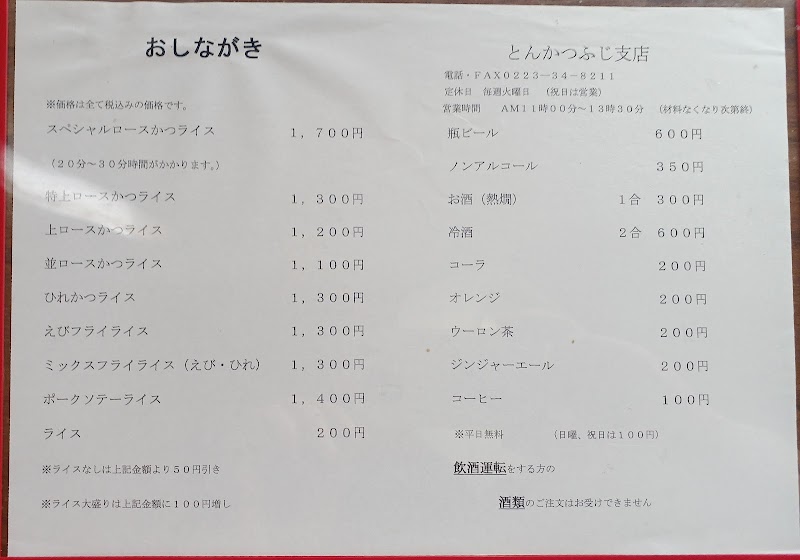 おしながき
※価格は全て税込みの価格です。
スペシャルロースかつライス　１，７００円
（２０分～３０分時間がかかります。）
特上ロースかつライス　１，３００円
上ロースかつライス　１，２００円
並ロースかつライス　１，１００円
ひれかつライス　１，３００円
えびフライライス　１，３００円
ミックスフライライス（えび・ひれ）　１，３００円
ポークソテーライス　１，４００円
ライス　２００円
※ライスなしは上記金額より５０円引き
※ライス大盛りは上記金額に１００円増し
とんかつふじ支店
電話・ＦＡＸ０２２３―３４－８２１１
定休日　毎週火曜日　（祝日は営業）
営業時間　ＡＭ１１時００分～１３時３０分　（材料なくなり次第終）
瓶ビール　６００円
ノンアルコール　３５０円
お酒（熱燗）　１合　３００円
冷酒　２合　６００円
コーラ　２００円
オレンジ　２００円
ウーロン茶　２００円
ジンジャーエール　２００円
コーヒー　１００円
※平日無料　（日曜、祝日は１００円）
飲酒運転をする方の
酒類のご注文はお受けできません